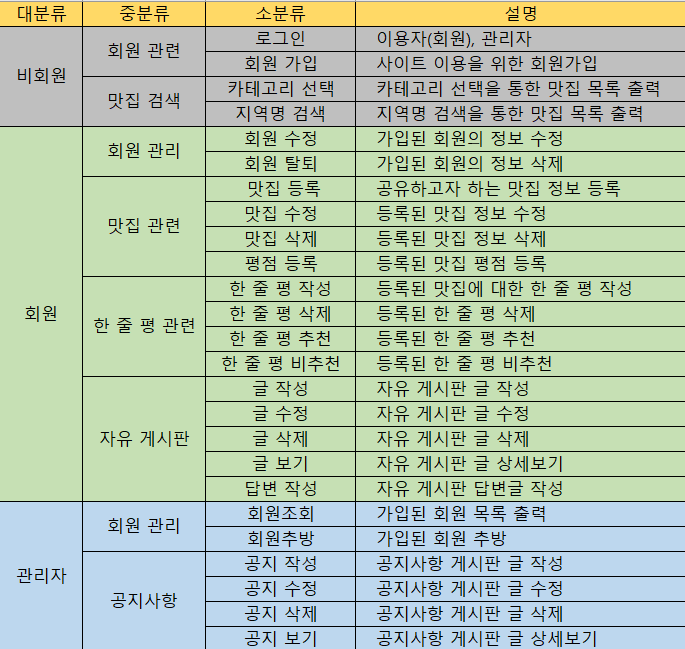 대분류 중분류 소분류 설명
비회원 회원 관련 로그인 이용자(회원), 관리자
회원 가입 사이트 이용을 위한 회원가입
맛집 검색 카테고리 선택 카테고리 선택을 통한 맛집 목록 출력
지역명 검색 지역명 검색을 통한 맛집 목록 출력
회원 회원 관리 회원 수정 가입된 회원의 정보 수정
회원 탈퇴 가입된 회원의 정보 삭제
맛집 관련 맛집 등록 공유하고자 하는 맛집 정보 등록
맛집 수정 등록된 맛집 정보 수정
맛집 삭제 등록된 맛집 정보 삭제
평점 등록 등록된 맛집 평점 등록
한 줄 평 관련 한 줄 평 작성 등록된 맛집에 대한 한 줄 평 작성
한 줄 평 삭제 등록된 한 줄 평 삭제
한 줄 평 추천 등록된 한 줄 평 추천
한 줄 평 비추천 등록된 한 줄 평 비추천
자유 게시판 글 작성 자유 게시판 글 작성
글 수정 자유 게시판 글 수정
글 삭제 자유 게시판 글 삭제
글 보기 자유 게시판 글 상세보기
답변 작성 자유 게시판 답변글 작성
관리자 회원 관리 회원조회 가입된 회원 목록 출력
회원추방 가입된 회원 추방
공지사항 공지 작성 공지사항 게시판 글 작성
공지 수정 공지사항 게시판 글 수정
공지 삭제 공지사항 게시판 글 삭제
공지 보기 공지사항 게시판 글 상세보기